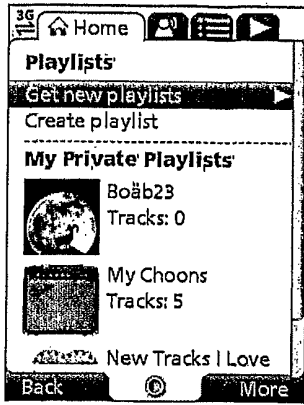 3G
Home
Playlists
Get new playlists
Create playlist
My Private Playlists
Boäb23
Tracks: 0
My Choons
Tracks: 5
New Tracks I Love
Back
More